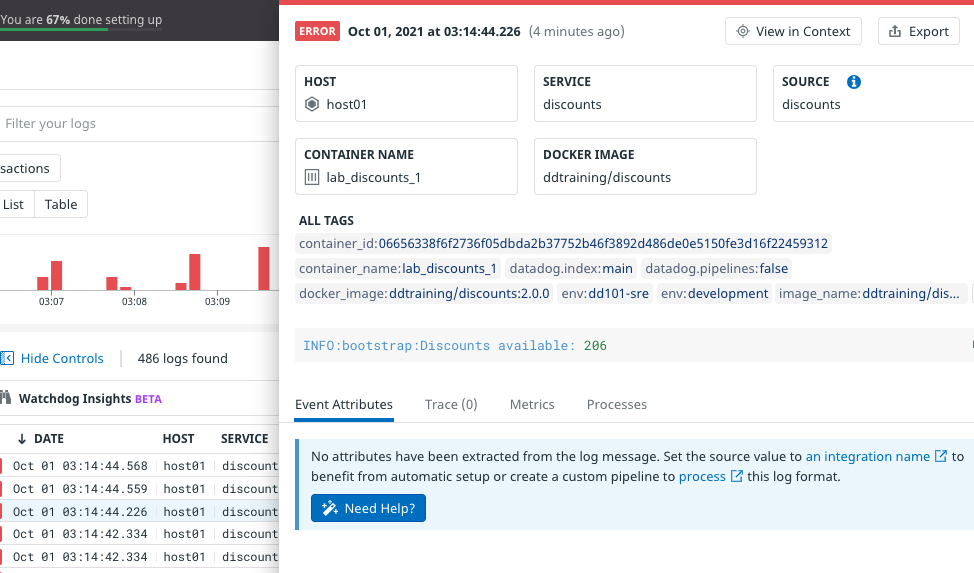 You are 67% done setting up
Filter your logs
sactions
List Table
03:07 03:08 03:09
Hide Controls 486 logs found
Watchdog Insights BETA
DATE HOST SERVICE
Oct 01 03:14:44.568 host01 discount
Oct 01 03:14:44.559 host01 discount
Oct 01 03:14:44.226 host01 discount
Oct 01 03:14:42.334 host01 discount
Oct 01 03:14:42.334 host01 discount
ERROR Oct 01, 2021 at 03:14:44.226 (4 minutes ago) View in Context Export
HOST
host01
SERVICE
discounts
SOURCE
discounts
CONTAINER NAME
lab_discounts_1
DOCKER IMAGE
ddtraining/discounts
ALL TAGS
container_id:06656338f6f2736f05dbda2b37752b46f3892d486de0e5150fe3d16f22459312
container_name:lab_discounts_1 datadog.index:main datadog.pipelines:false
docker_image:ddtraining/discounts:2.0.0 env:dd101-sre env:development image_name:ddtraining/dis...
INFO:bootstrap:Discounts available: 206
Event Attributes Trace (0) Metrics Processes
No attributes have been extracted from the log message. Set the source value to an integration name to
benefit from automatic setup or create a custom pipeline to process this log format.
Need Help?